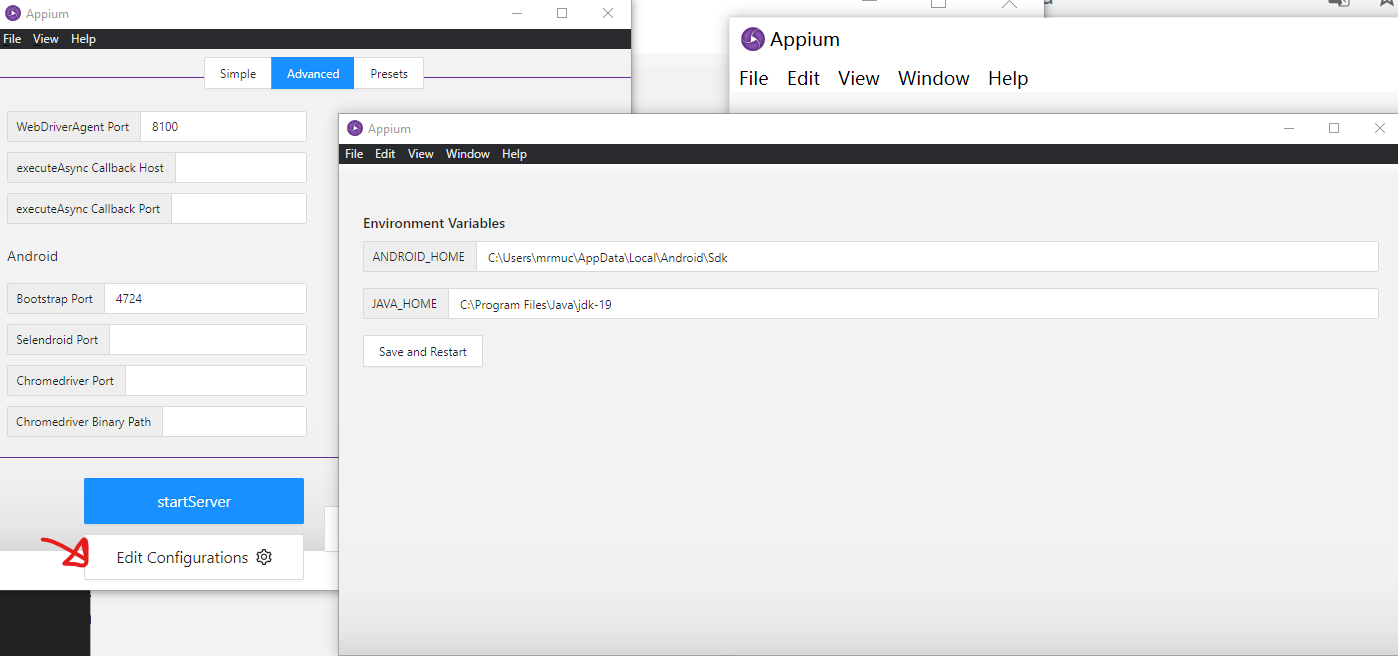 Appium
File View Help
Simple Advanced Presets
WebDriverAgent Port 8100
executeAsync Callback Host
executeAsync Callback Port
Android
Bootstrap Port 4724
Selendroid Port
Chromedriver Port
Chromedriver Binary Path
startServer
Edit Configurations
Appium
File Edit View Window Help
Appium
File Edit View Window Help
Environment Variables
ANDROID_HOME C:\Users\mrmuc\AppData\Local\Android\Sdk
JAVA_HOME C:\Program Files\Java\jdk-19
Save and Restart